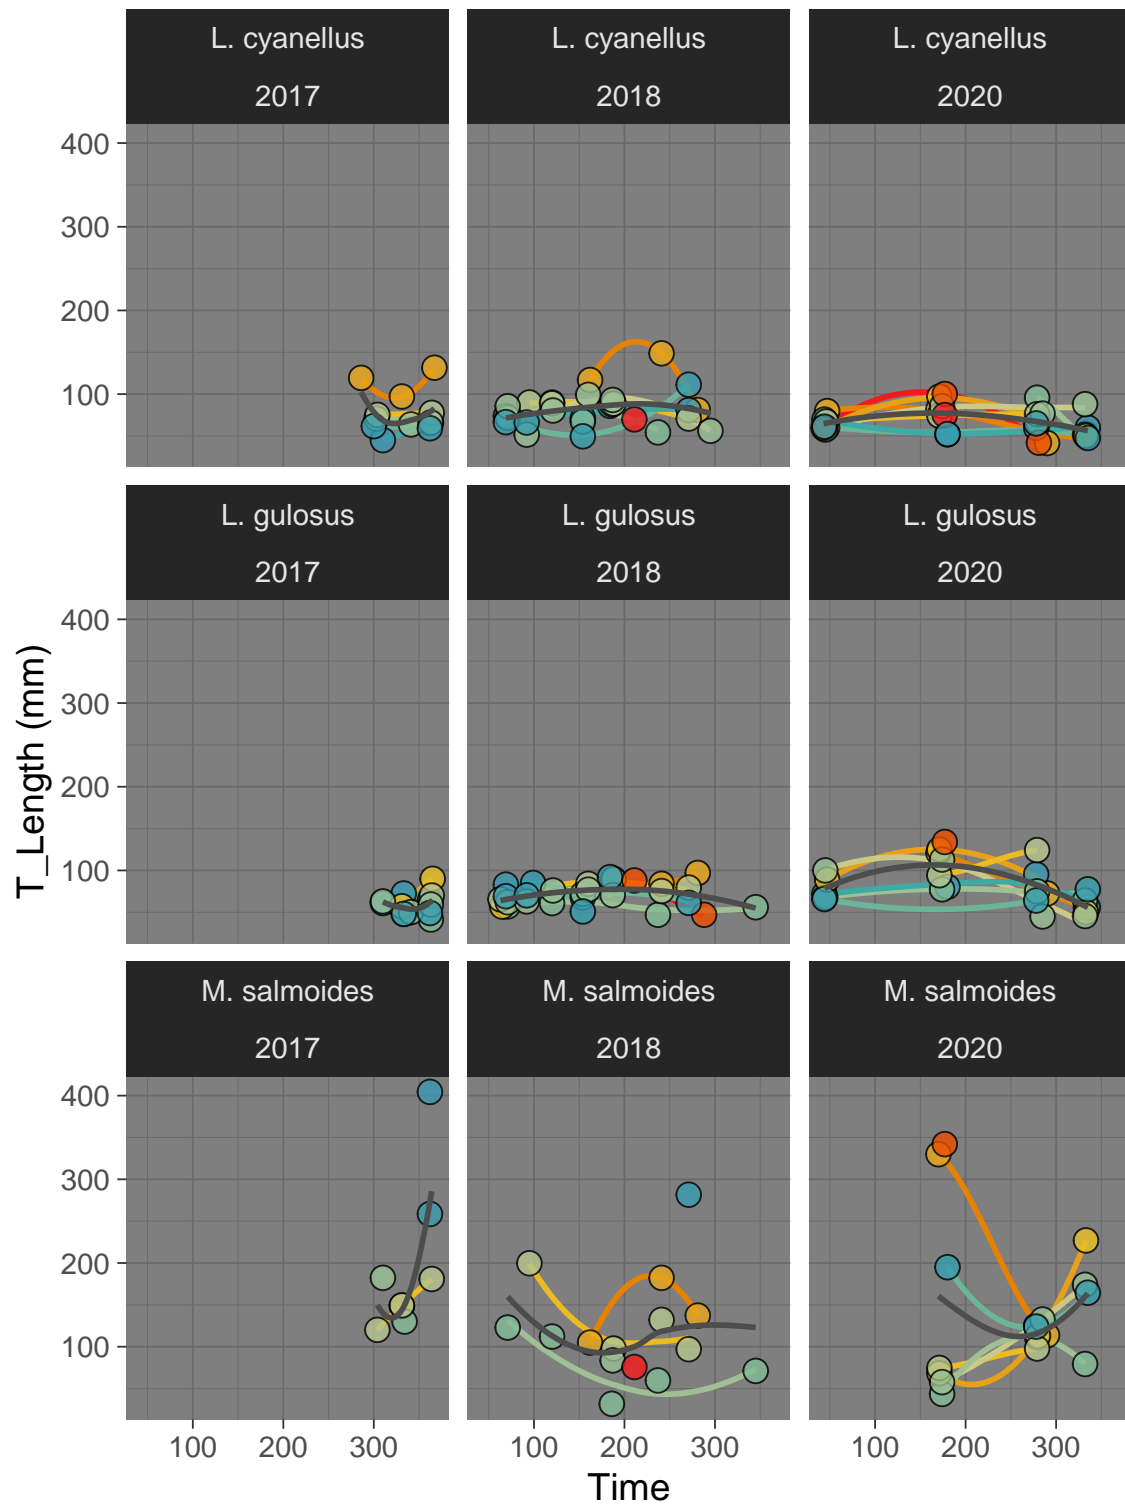 L. cyanellus
2017
L. cyanellus
2018
L. cyanellus
2020
400
300
200
100
L. gulosus
2017
L. gulosus
2018
L. gulosus
2020
400
300
200
100
M. salmoides
2017
M. salmoides
2018
M. salmoides
2020
400
300
200
100
T_Length (mm)
100 200 300
100 200 300
100 200 300
Time